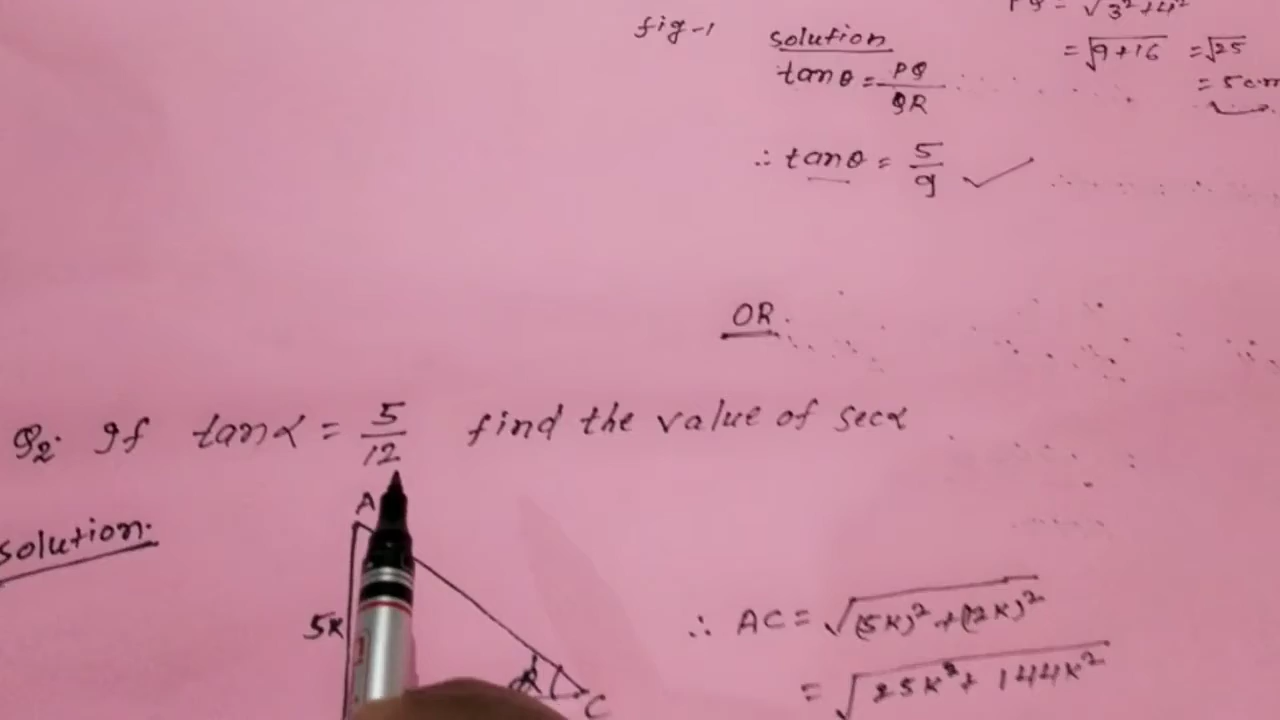 fig-1
solution
tanθ = PQ/QR
∴ tanθ = 5/9
= √9+16 = √25
= 5cm
OR.
Q2. If tanα = 5/12 find the value of secα
solution.
A
5K
C
∴ AC = √(5K)²+(12K)²
= √25K²+144K²